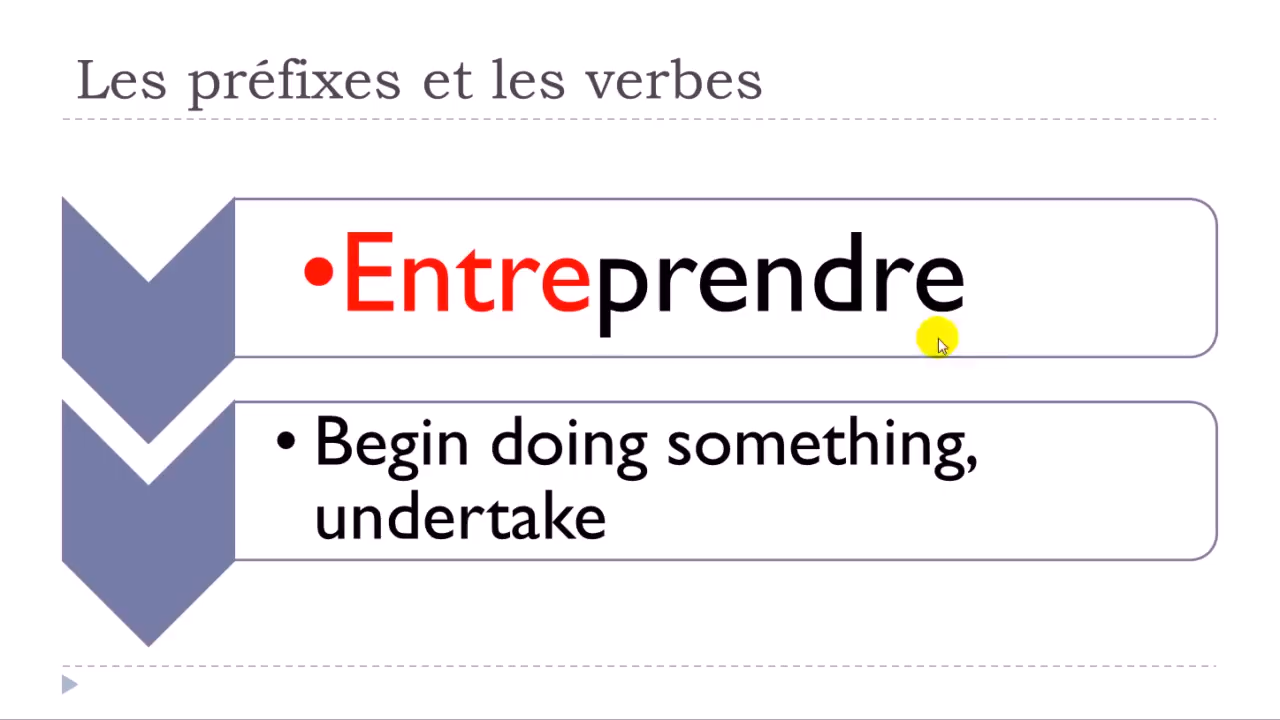 Les préfixes et les verbes
•Entreprendre
• Begin doing something,
undertake